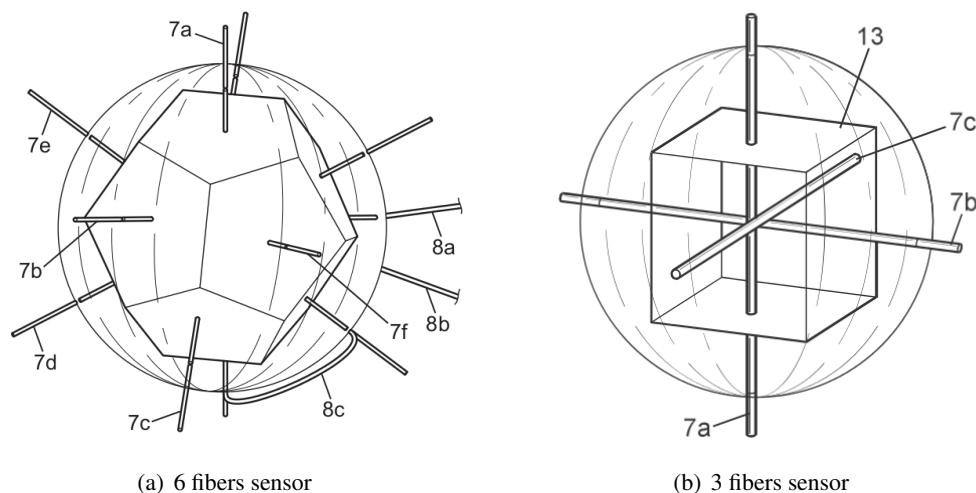 7a
7e
7b
7d
7c
7f
8a
8b
8c
(a) 6 fibers sensor
13
7c
7b
7a
(b) 3 fibers sensor